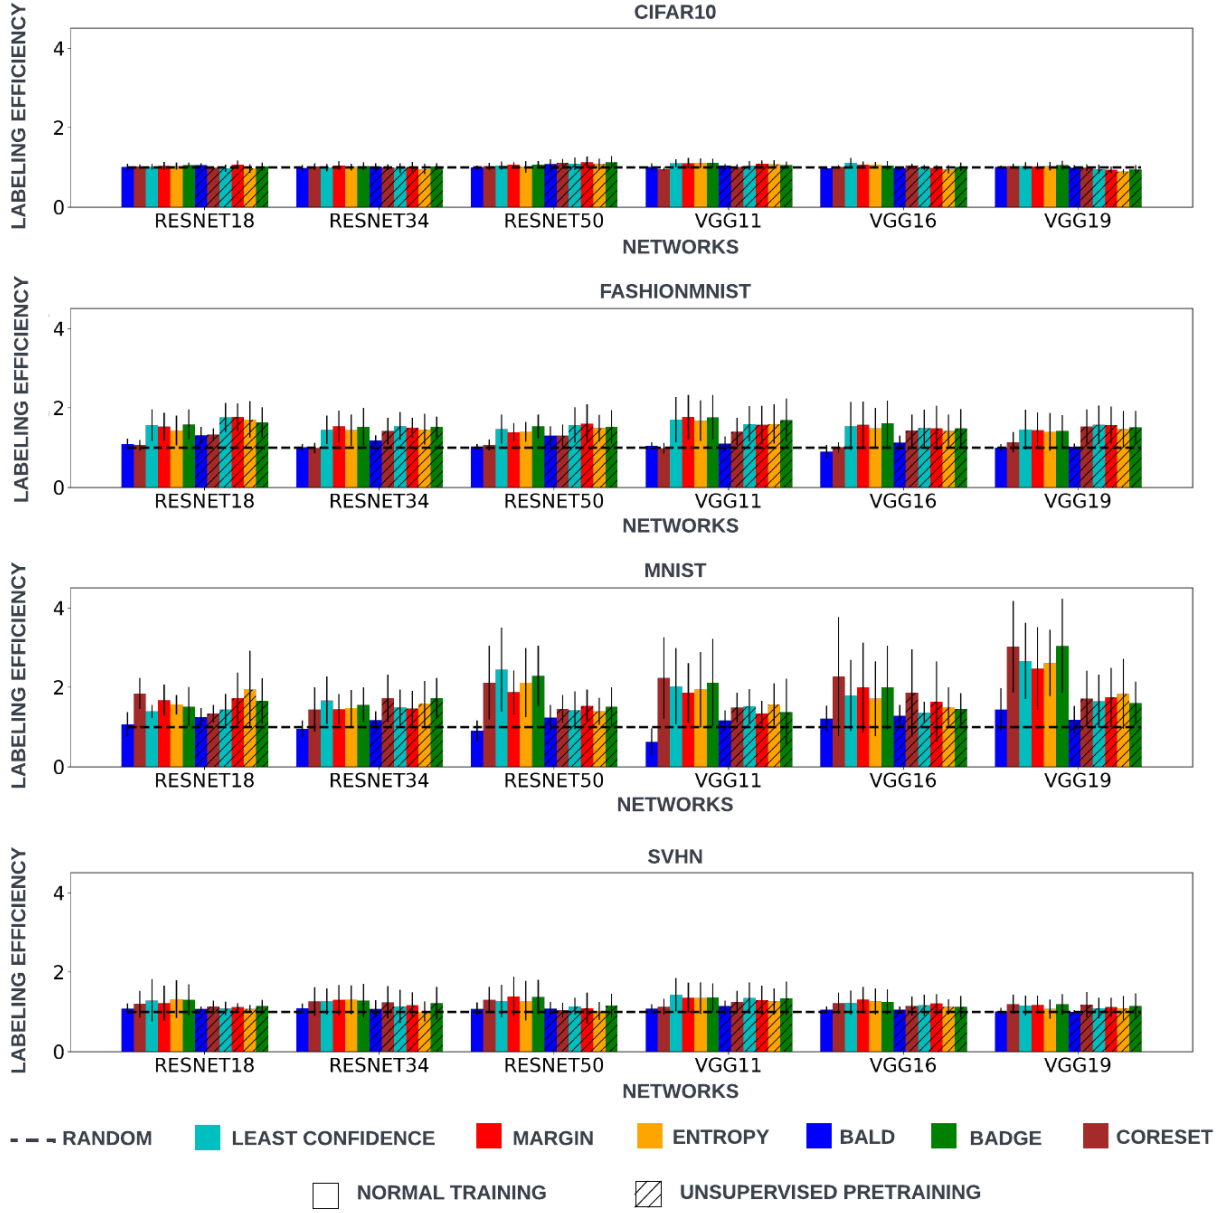 CIFAR10
LABELING EFFICIENCY
4
2
0
RESNET18 RESNET34 RESNET50 VGG11 VGG16 VGG19
NETWORKS
FASHIONMNIST
LABELING EFFICIENCY
4
2
0
RESNET18 RESNET34 RESNET50 VGG11 VGG16 VGG19
NETWORKS
MNIST
LABELING EFFICIENCY
4
2
0
RESNET18 RESNET34 RESNET50 VGG11 VGG16 VGG19
NETWORKS
SVHN
LABELING EFFICIENCY
4
2
0
RESNET18 RESNET34 RESNET50 VGG11 VGG16 VGG19
NETWORKS
RANDOM LEAST CONFIDENCE MARGIN ENTROPY BALD BADGE CORESET
NORMAL TRAINING UNSUPERVISED PRETRAINING